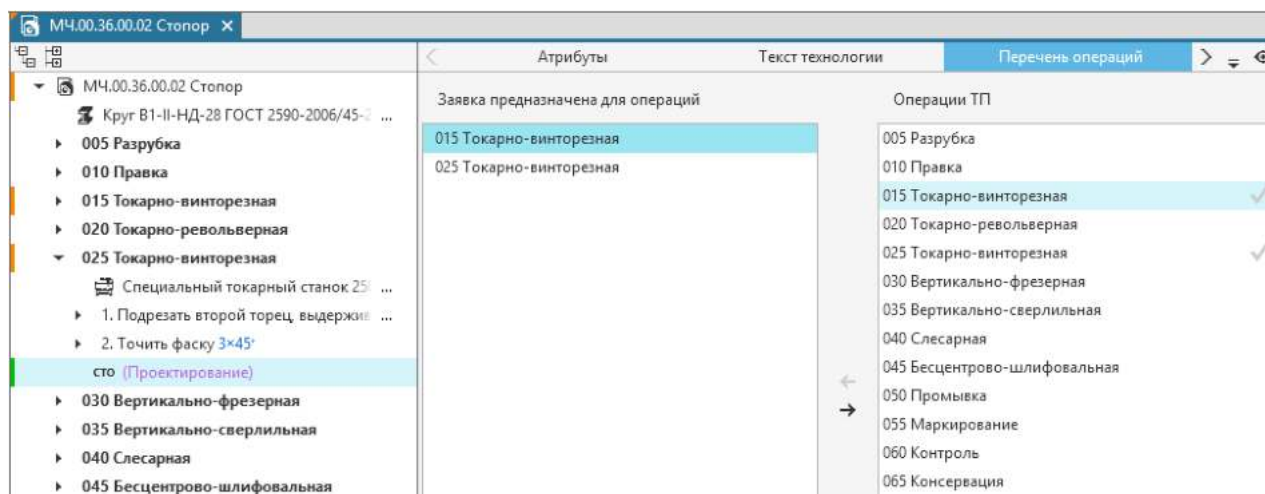 МЧ.00.36.00.02 Стопор
Атрибуты
Текст технологии
Перечень операций
МЧ.00.36.00.02 Стопор
Круг В1-II-НД-28 ГОСТ 2590-2006/45- ...
005 Разрубка
010 Правка
015 Токарно-винторезная
020 Токарно-револьверная
025 Токарно-винторезная
Специальный токарный станок 25 ...
1. Подрезать второй торец, выдержив ...
2. Точить фаску 3×45°
сто (Проектирование)
030 Вертикально-фрезерная
035 Вертикально-сверлильная
040 Слесарная
045 Бесцентрово-шлифовальная
Заявка предназначена для операций
015 Токарно-винторезная
025 Токарно-винторезная
Операции ТП
005 Разрубка
010 Правка
015 Токарно-винторезная
020 Токарно-револьверная
025 Токарно-винторезная
030 Вертикально-фрезерная
035 Вертикально-сверлильная
040 Слесарная
045 Бесцентрово-шлифовальная
050 Промывка
055 Маркирование
060 Контроль
065 Консервация